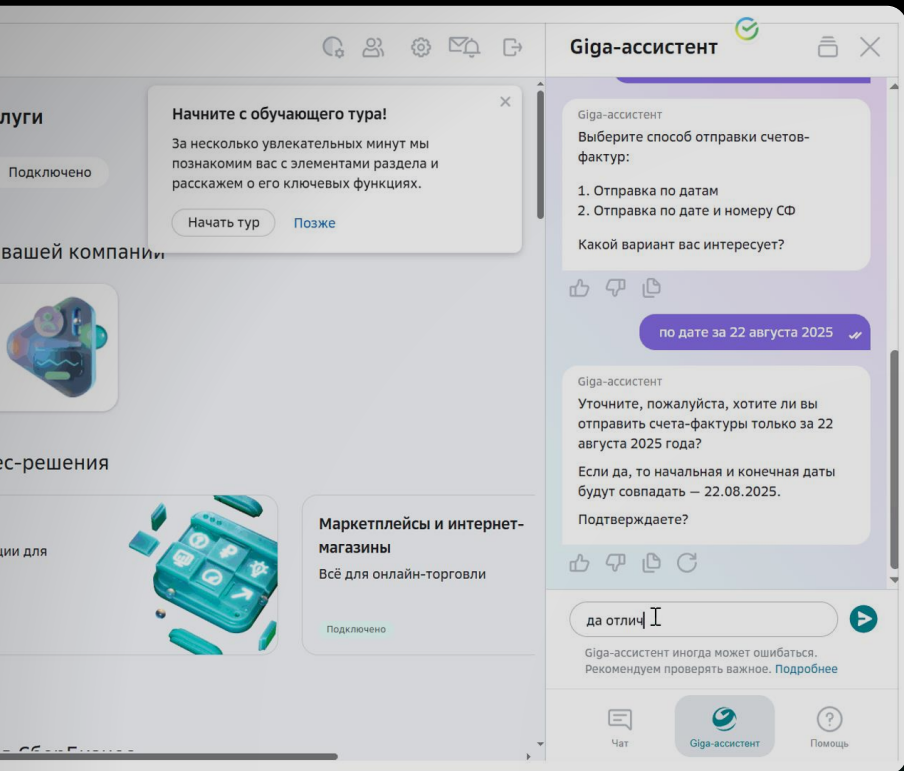 Giga-ассистент
луги
Начните с обучающего тура!
За несколько увлекательных минут мы
познакомим вас с элементами раздела и
расскажем о его ключевых функциях.
Подключено
Начать тур
Позже
вашей компании
ес-решения
ции для
Маркетплейсы и интернет-
магазины
Всё для онлайн-торговли
Подключено
Giga-ассистент
Выберите способ отправки счетов-
фактур:
1. Отправка по датам
2. Отправка по дате и номеру СФ
Какой вариант вас интересует?
по дате за 22 августа 2025
Giga-ассистент
Уточните, пожалуйста, хотите ли вы
отправить счета-фактуры только за 22
августа 2025 года?
Если да, то начальная и конечная даты
будут совпадать — 22.08.2025.
Подтверждаете?
да отлич
Giga-ассистент иногда может ошибаться.
Рекомендуем проверять важное. Подробнее
Чат
Giga-ассистент
Помощь